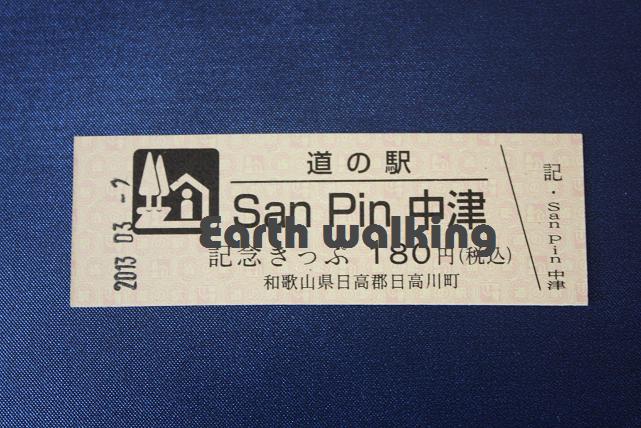 道の駅
San Pin 中津
Earth walking
記念きっぷ 180円(税込)
和歌山県日高郡日高川町
記・San Pin 中津
2013 03 -2